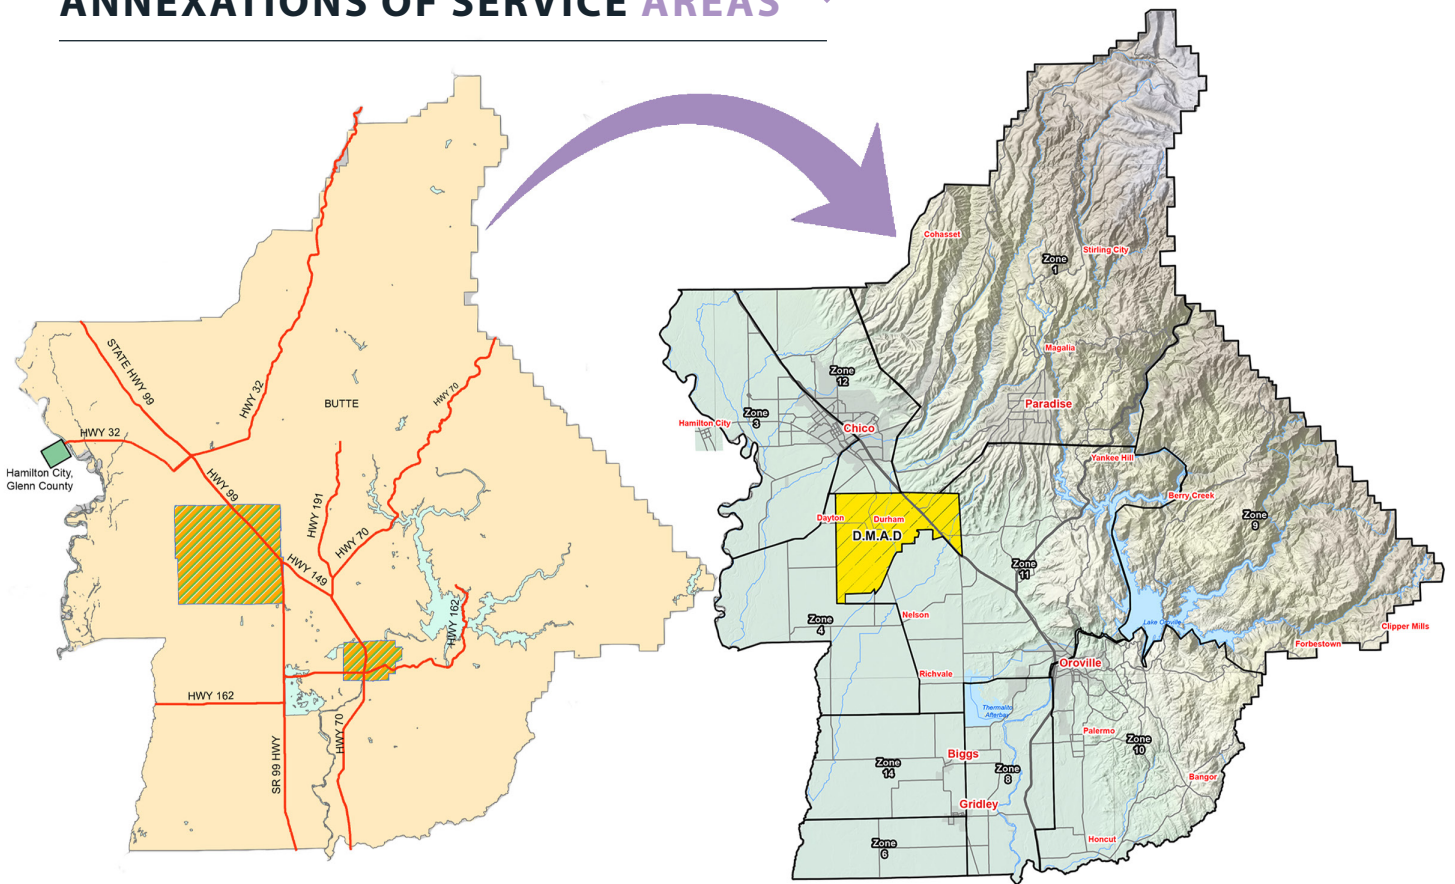 ANNEXATIONS OF SERVICE AREAS
STATE HWY 99
HWY 32
HWY 32
BUTTE
HWY 70
Hamilton City,
Glenn County
HWY 99
HWY 191
HWY 70
HWY 149
HWY 162
HWY 162
SR 99 HWY
HWY 70
Cohasset
Stirling City
Zone
1
Magalia
Zone
12
Paradise
Zone
3
Hamilton City
Chico
Yankee Hill
Berry Creek
Dayton
Durham
D.M.A.D
Zone
9
Zone
11
Nelson
Zone
4
Lake Oroville
Clipper Mills
Forbestown
Oroville
Richvale
Thermalito
Afterbay
Palermo
Zone
10
Biggs
Zone
14
Zone
8
Bangor
Gridley
Honcut
Zone
6